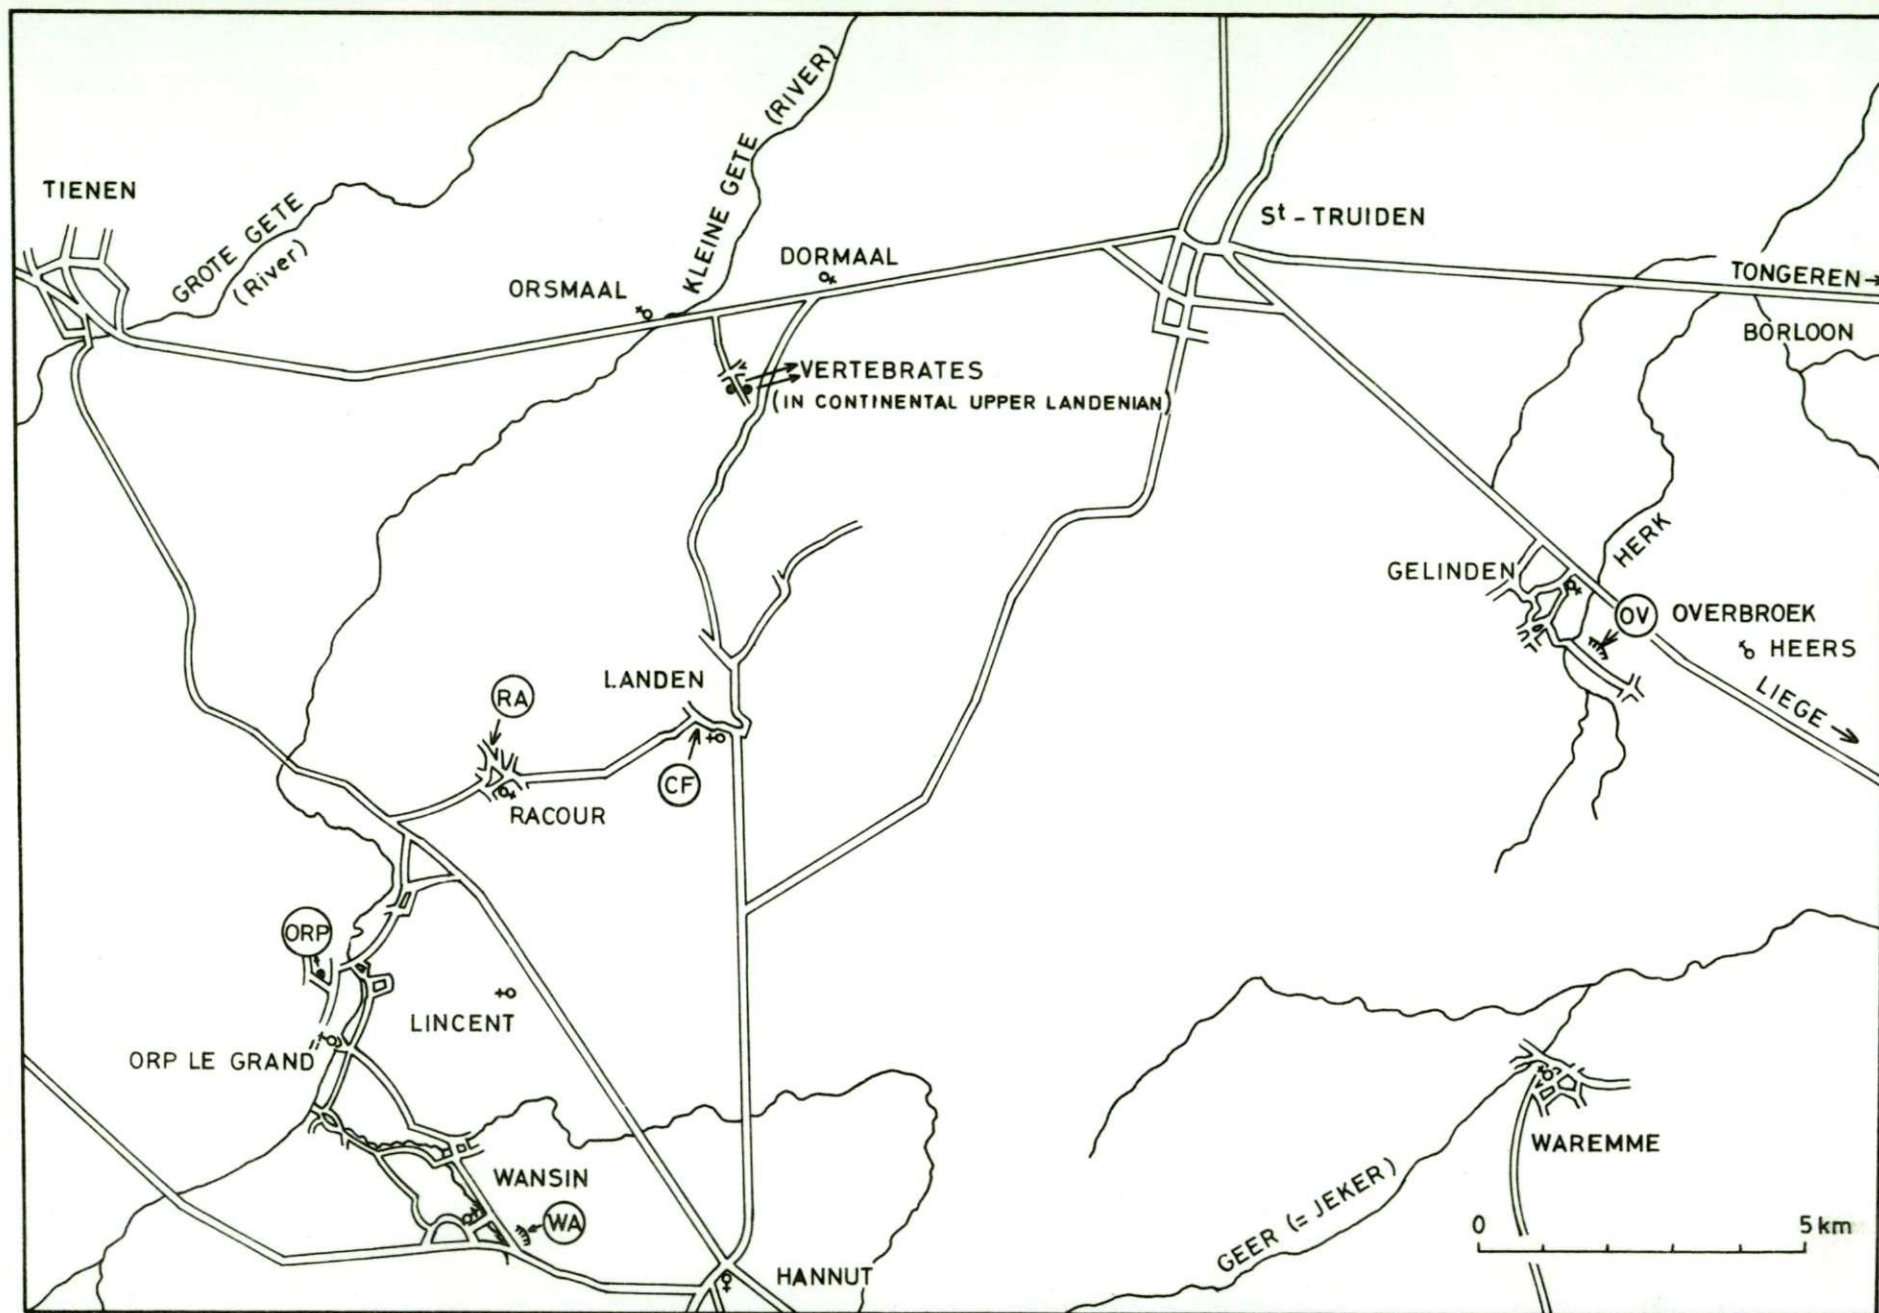 TIENEN
GROTE GETE
(River)
KLEINE GETE (RIVER)
ORSMAAL
DORMAAL
St - TRUIDEN
TONGEREN →
BORLOON
VERTEBRATES
(IN CONTINENTAL UPPER LANDENIAN)
HERK
GELINDEN
OV
OVERBROEK
HEERS
LIEGE →
LANDEN
RA
CF
RACOUR
ORP
LINCENT
ORP LE GRAND
WANSIN
WA
HANNUT
WAREMME
GEER (= JEKER)
0 5 km